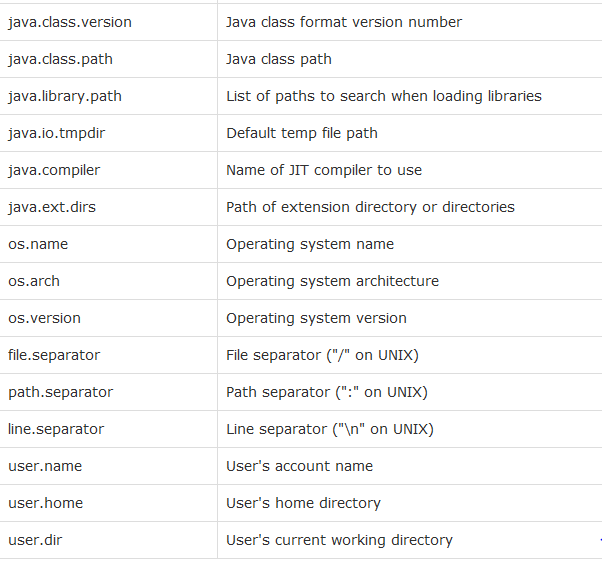 java.class.version Java class format version number
java.class.path Java class path
java.library.path List of paths to search when loading libraries
java.io.tmpdir Default temp file path
java.compiler Name of JIT compiler to use
java.ext.dirs Path of extension directory or directories
os.name Operating system name
os.arch Operating system architecture
os.version Operating system version
file.separator File separator ("/" on UNIX)
path.separator Path separator (":" on UNIX)
line.separator Line separator ("\n" on UNIX)
user.name User's account name
user.home User's home directory
user.dir User's current working directory